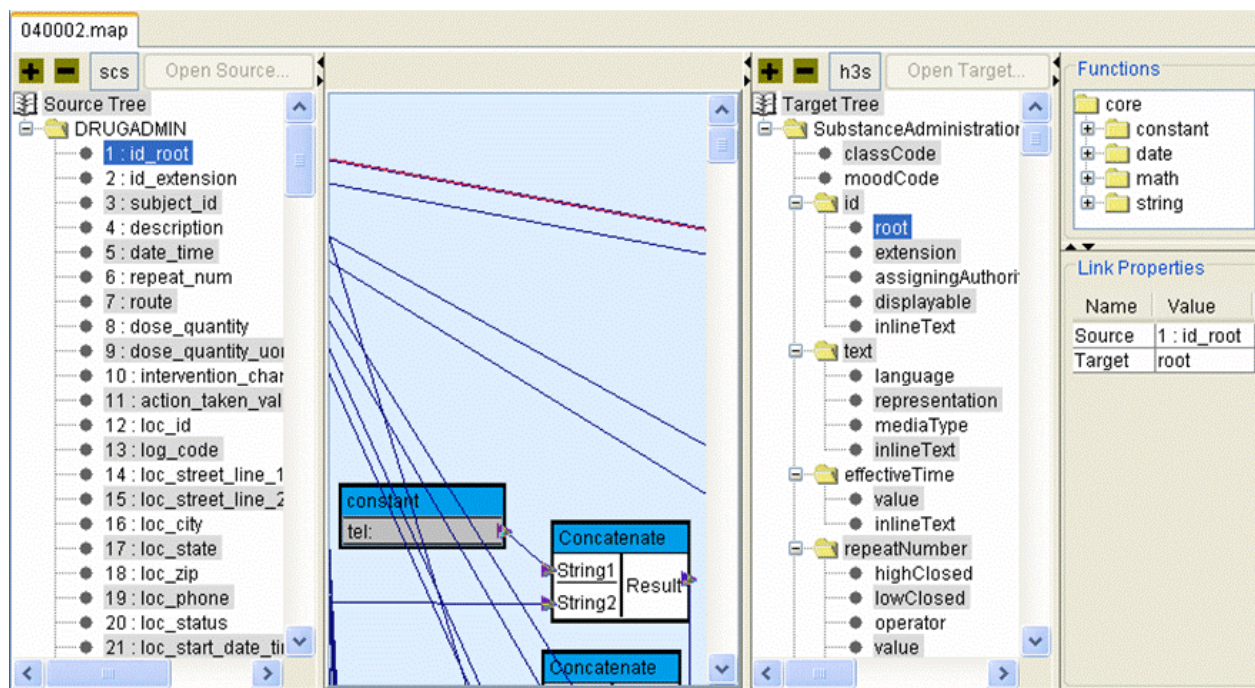 040002.map
scs
Open Source...
Source Tree
DRUGADMIN
1 : id_root
2 : id_extension
3 : subject_id
4 : description
5 : date_time
6 : repeat_num
7 : route
8 : dose_quantity
9 : dose_quantity_uo
10 : intervention_char
11 : action_taken_val
12 : loc_id
13 : log_code
14 : loc_street_line_1
15 : loc_street_line_2
16 : loc_city
17 : loc_state
18 : loc_zip
19 : loc_phone
20 : loc_status
21 : loc_start_date_ti
constant
tel:
Concatenate
String1
String2
Result
Concatenate
h3s
Open Target...
Target Tree
SubstanceAdministration
classCode
moodCode
id
root
extension
assigningAuthori
displayable
inlineText
text
language
representation
mediaType
inlineText
effectiveTime
value
inlineText
repeatNumber
highClosed
lowClosed
operator
value
Functions
core
constant
date
math
string
Link Properties
Name Value
Source 1 : id_root
Target root